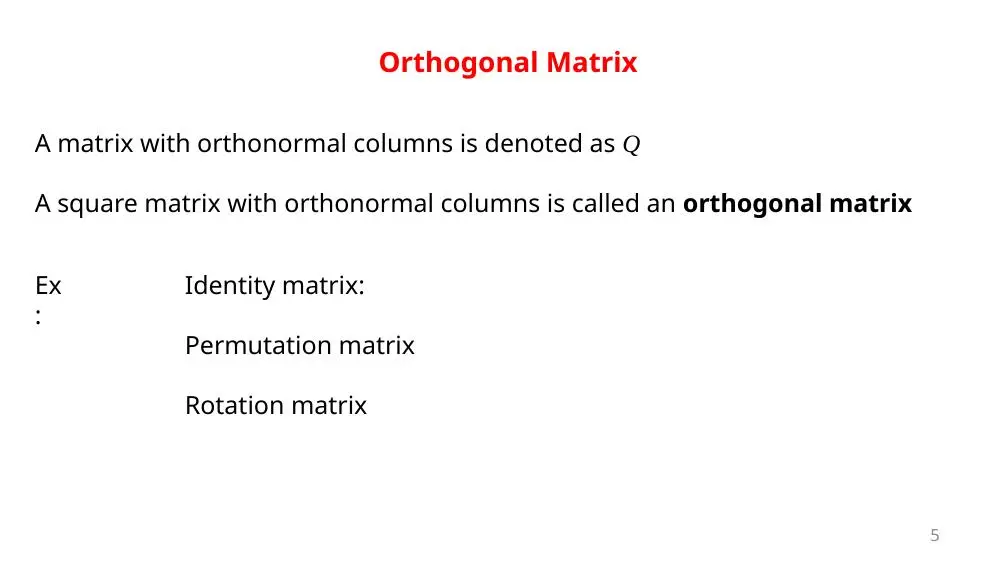 Orthogonal Matrix
A matrix with orthonormal columns is denoted as Q
A square matrix with orthonormal columns is called an orthogonal matrix
Ex
:
Identity matrix:
Permutation matrix
Rotation matrix
5